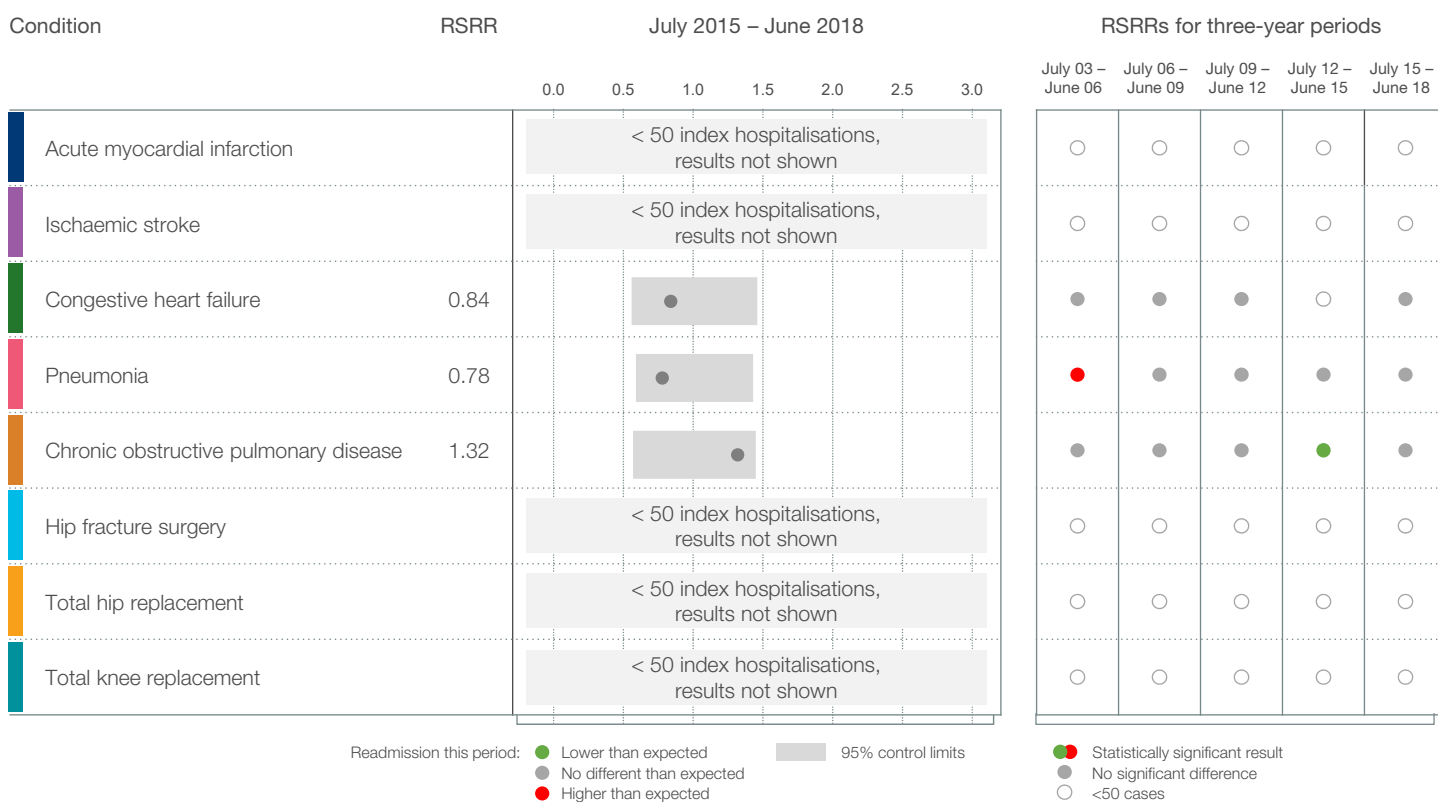 Condition RSRR July 2015 – June 2018 RSRRs for three-year periods
July 03 – July 06 – July 09 – July 12 – July 15 –
June 06 June 09 June 12 June 15 June 18
0.0 0.5 1.0 1.5 2.0 2.5 3.0
Acute myocardial infarction
< 50 index hospitalisations,
results not shown
Ischaemic stroke
< 50 index hospitalisations,
results not shown
Congestive heart failure 0.84
Pneumonia 0.78
Chronic obstructive pulmonary disease 1.32
Hip fracture surgery
< 50 index hospitalisations,
results not shown
Total hip replacement
< 50 index hospitalisations,
results not shown
Total knee replacement
< 50 index hospitalisations,
results not shown
Readmission this period: Lower than expected 95% control limits Statistically significant result
No different than expected No significant difference
Higher than expected <50 cases